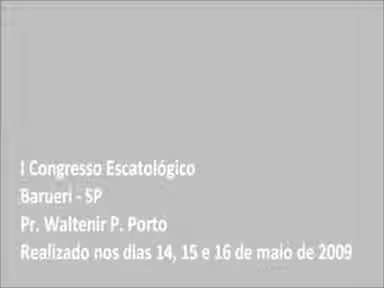 I Congresso Escatológico
Barueri - SP
Pr. Waltenir P. Porto
Realizado nos dias 14, 15 e 16 de maio de 2009